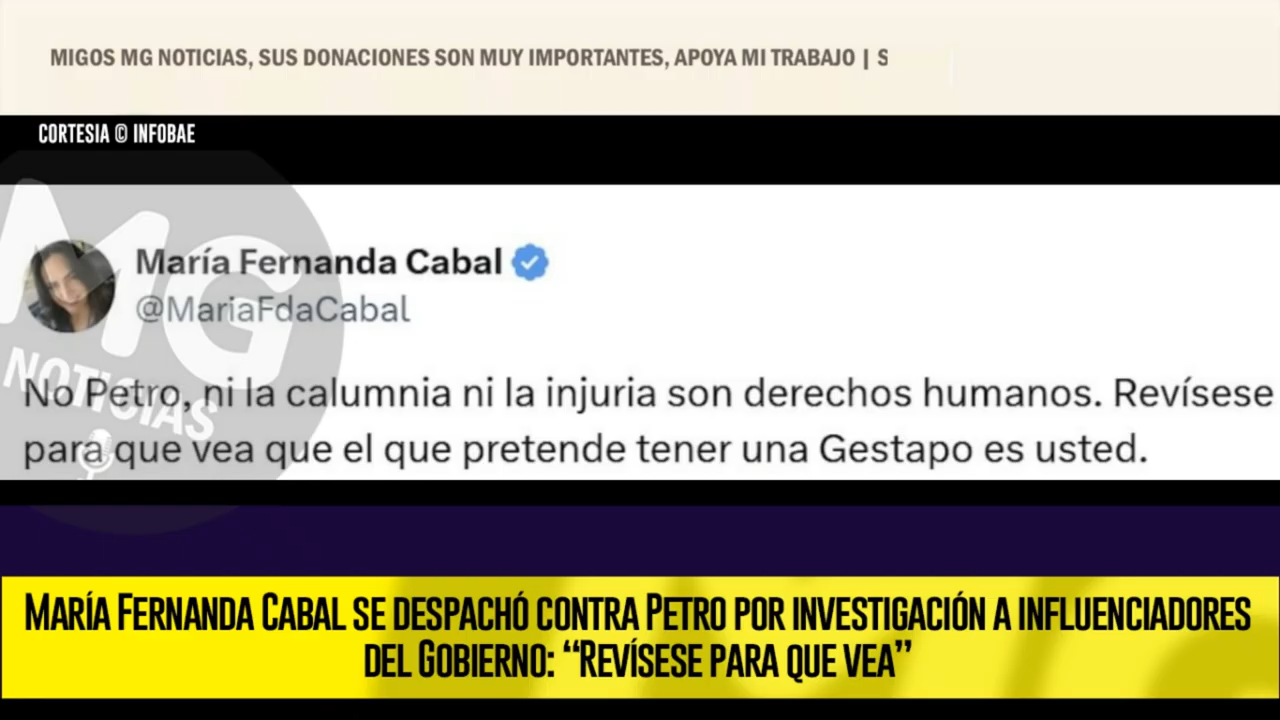 MIGOS MG NOTICIAS, SUS DONACIONES SON MUY IMPORTANTES, APOYA MI TRABAJO | S
CORTESIA © INFOBAE
MG
NOTICIAS
María Fernanda Cabal
@MariaFdaCabal
No Petro, ni la calumnia ni la injuria son derechos humanos. Revísese
para que vea que el que pretende tener una Gestapo es usted.
MARÍA FERNANDA CABAL SE DESPACHÓ CONTRA PETRO POR INVESTIGACIÓN A INFLUENCIADORES
DEL GOBIERNO: “REVÍSESE PARA QUE VEA”